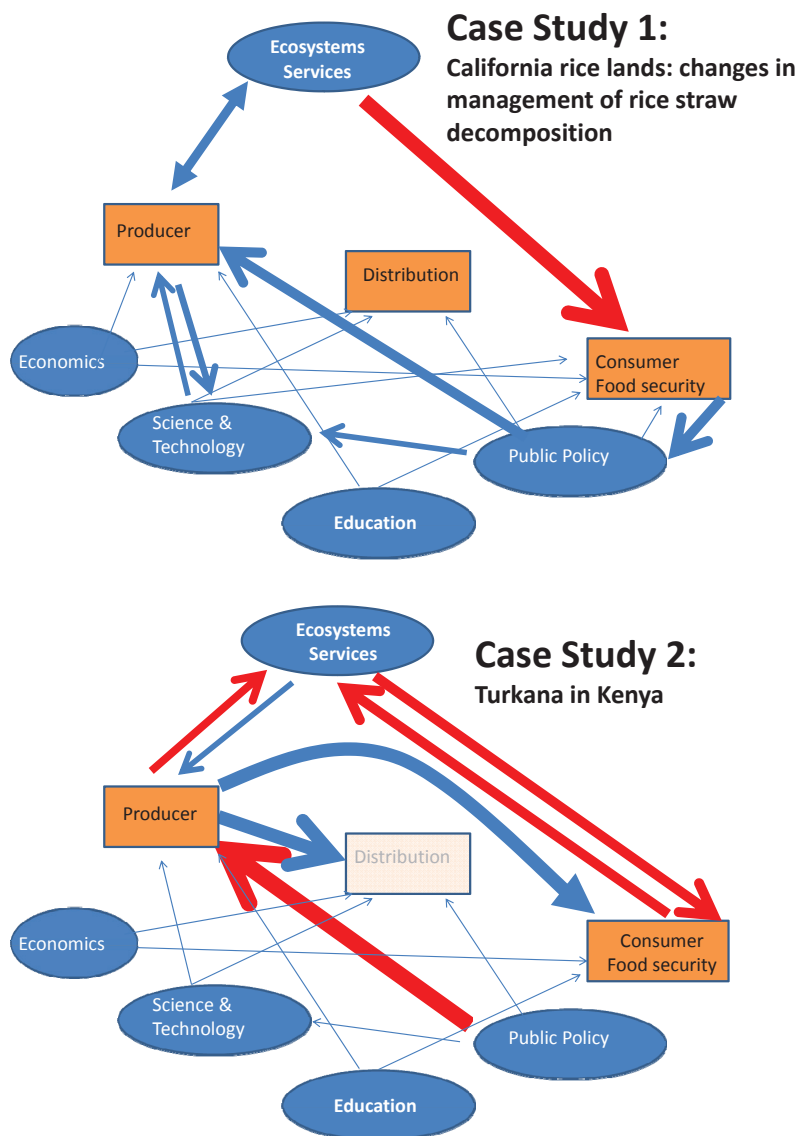 Case Study 1:
California rice lands: changes in
management of rice straw
decomposition
Ecosystems
Services
Producer
Distribution
Economics
Consumer
Food security
Science &
Technology
Public Policy
Education
Case Study 2:
Turkana in Kenya
Ecosystems
Services
Producer
Distribution
Economics
Consumer
Food security
Science &
Technology
Public Policy
Education